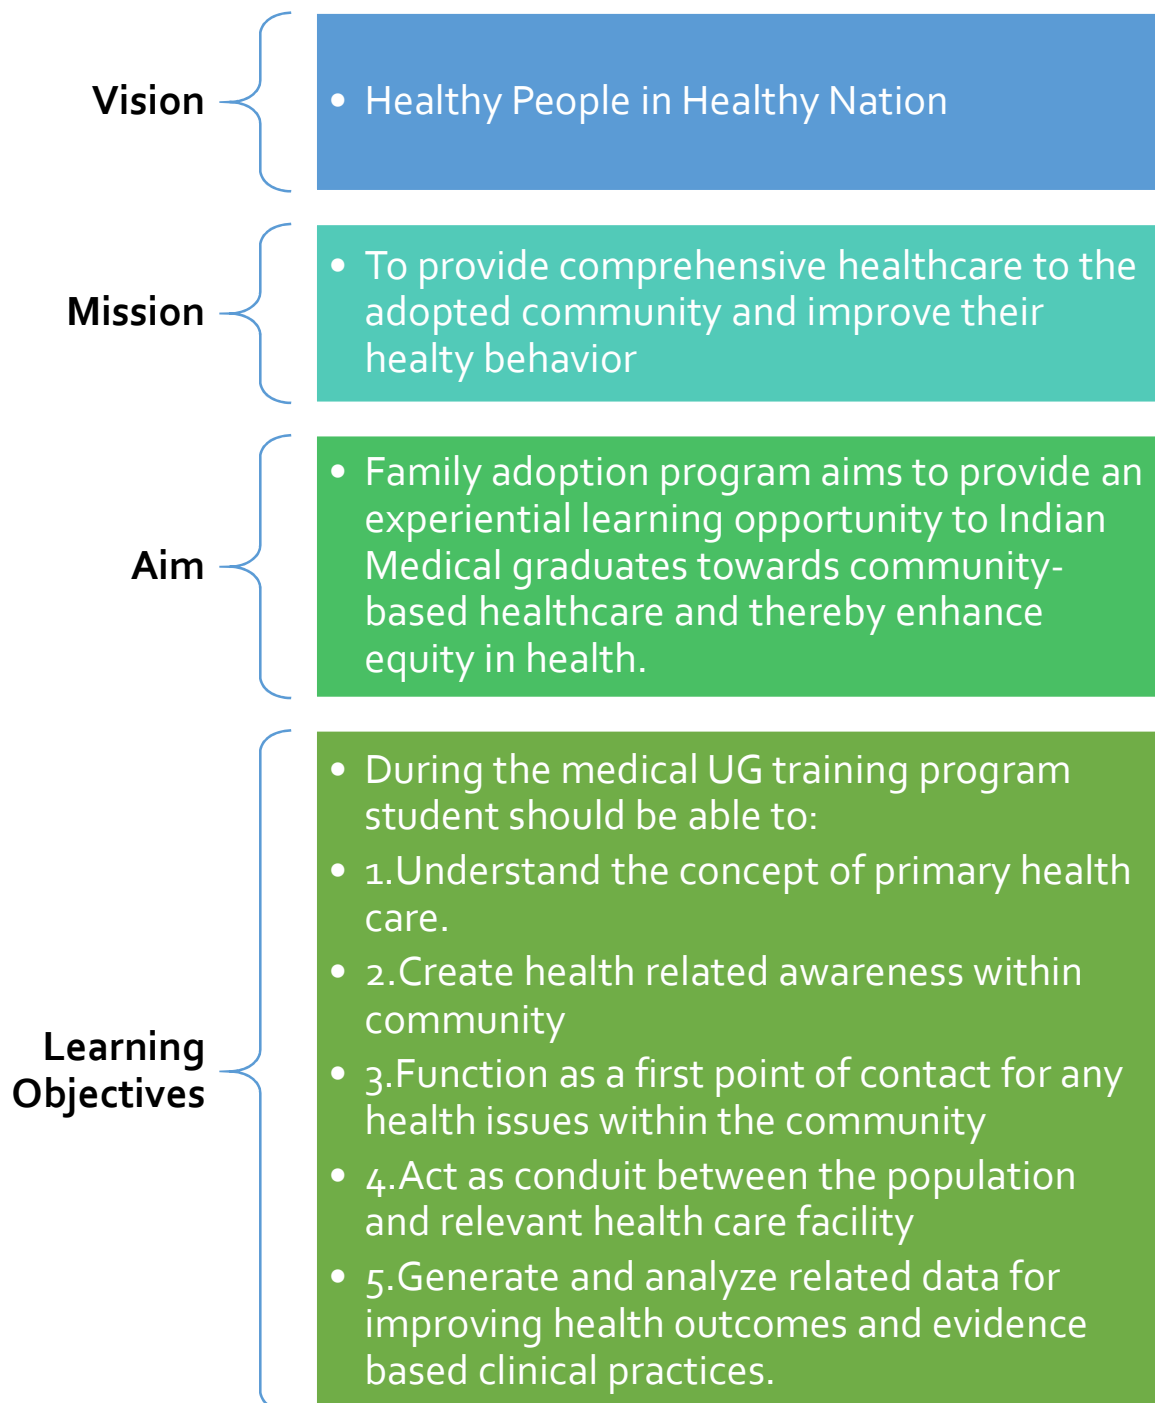 Vision
• Healthy People in Healthy Nation
Mission
• To provide comprehensive healthcare to the
adopted community and improve their
healty behavior
Aim
• Family adoption program aims to provide an
experiential learning opportunity to Indian
Medical graduates towards community-
based healthcare and thereby enhance
equity in health.
Learning
Objectives
• During the medical UG training program
student should be able to:
• 1.Understand the concept of primary health
care.
• 2.Create health related awareness within
community
• 3.Function as a first point of contact for any
health issues within the community
• 4.Act as conduit between the population
and relevant health care facility
• 5.Generate and analyze related data for
improving health outcomes and evidence
based clinical practices.